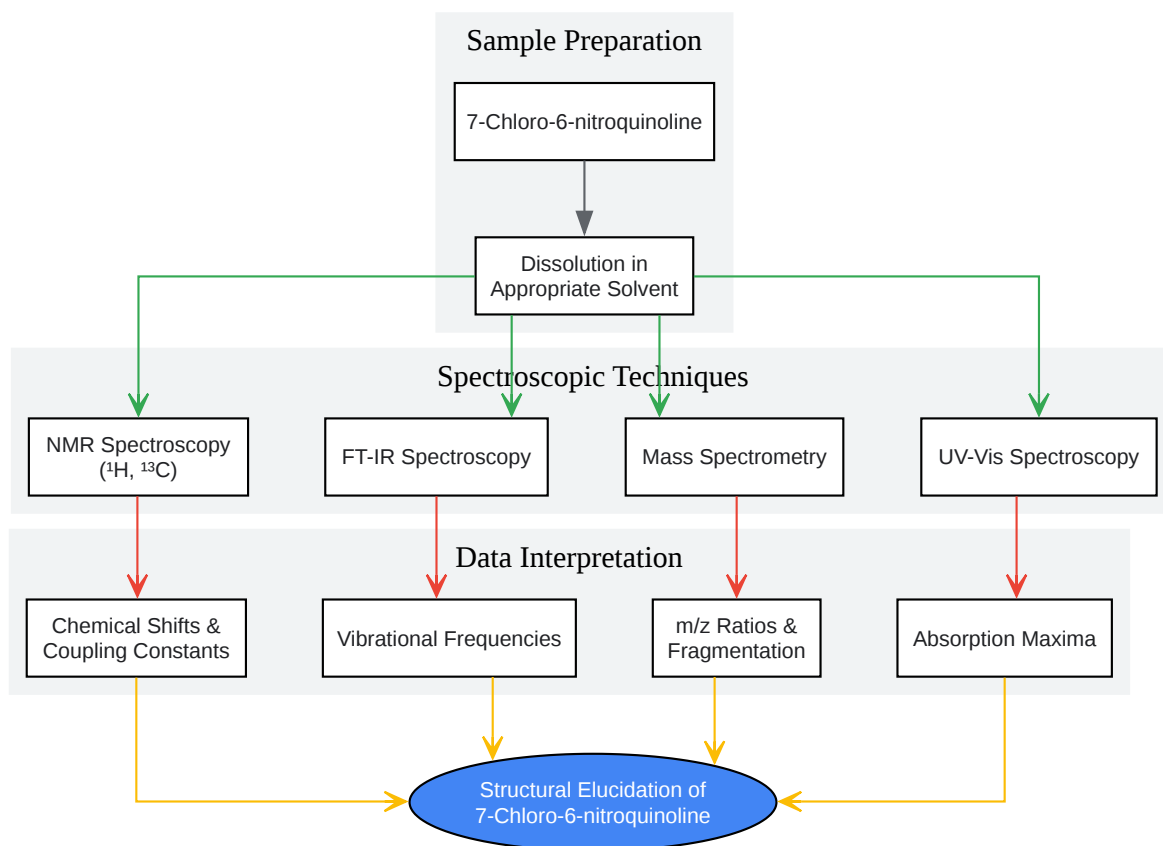 Sample Preparation
7-Chloro-6-nitroquinoline
Dissolution in
Appropriate Solvent
Spectroscopic Techniques
NMR Spectroscopy
(¹H, ¹³C)
FT-IR Spectroscopy
Mass Spectrometry
UV-Vis Spectroscopy
Data Interpretation
Chemical Shifts &
Coupling Constants
Vibrational Frequencies
m/z Ratios &
Fragmentation
Absorption Maxima
Structural Elucidation of
7-Chloro-6-nitroquinoline